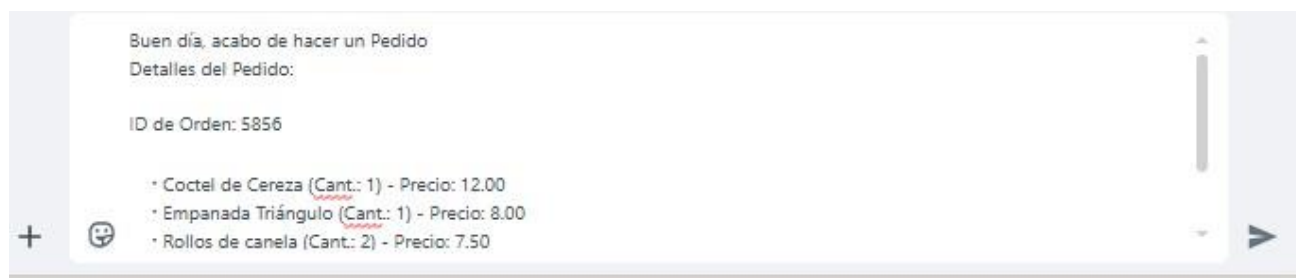 Buen día, acabo de hacer un Pedido
Detalles del Pedido:
ID de Orden: 5856
· Coctel de Cereza (Cant.: 1) - Precio: 12.00
· Empanada Triángulo (Cant.: 1) - Precio: 8.00
· Rollos de canela (Cant.: 2) - Precio: 7.50